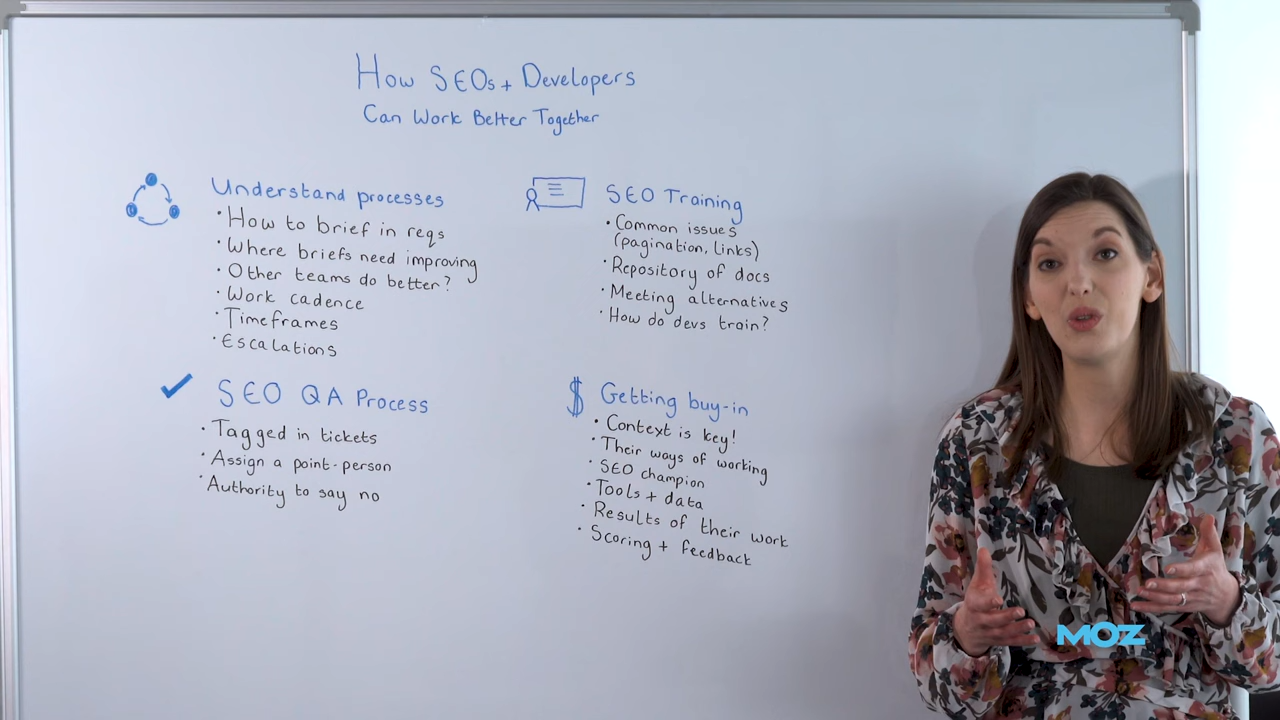 How SEOs + Developers
Can Work Better Together
Understand processes
• How to brief in reqs
• Where briefs need improving
• Other teams do better?
• Work cadence
• Timeframes
• Escalations
SEO Training
• Common issues
(pagination, links)
• Repository of docs
• Meeting alternatives
• How do devs train?
SEO QA Process
• Tagged in tickets
• Assign a point-person
• Authority to say no
$ Getting buy-in
• Context is key!
• Their ways of working
• SEO champion
• Tools + data
• Results of their work
• Scoring + feedback
MOZ